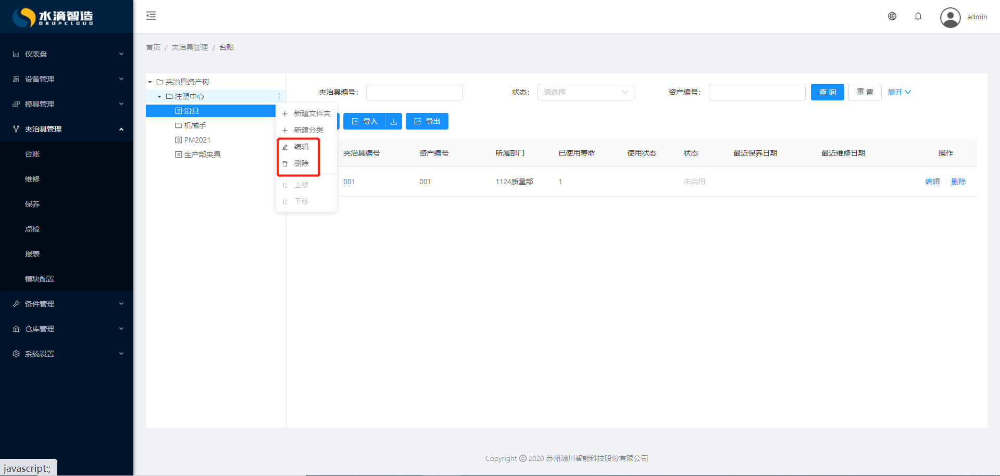 水滴智造
DROPCLOUD
admin
首页 / 夹治具管理 / 台账
仪表盘
设备管理
模具管理
夹治具管理
台账
维修
保养
点检
报表
模块配置
备件管理
仓库管理
系统设置
夹治具资产树
注塑中心
治具
机械手
PM2021
生产部夹具
新建文件夹
新建分类
编辑
删除
上移
下移
夹治具编号： 状态： 请选择 资产编号： 查 询 重 置 展开
导入 导出
夹治具编号 资产编号 所属部门 已使用寿命 使用状态 状态 最近保养日期 最近维修日期 操作
001 001 1124质量部 1 未启用 编辑 删除
Copyright © 2020 苏州瀚川智能科技股份有限公司
javascript:;